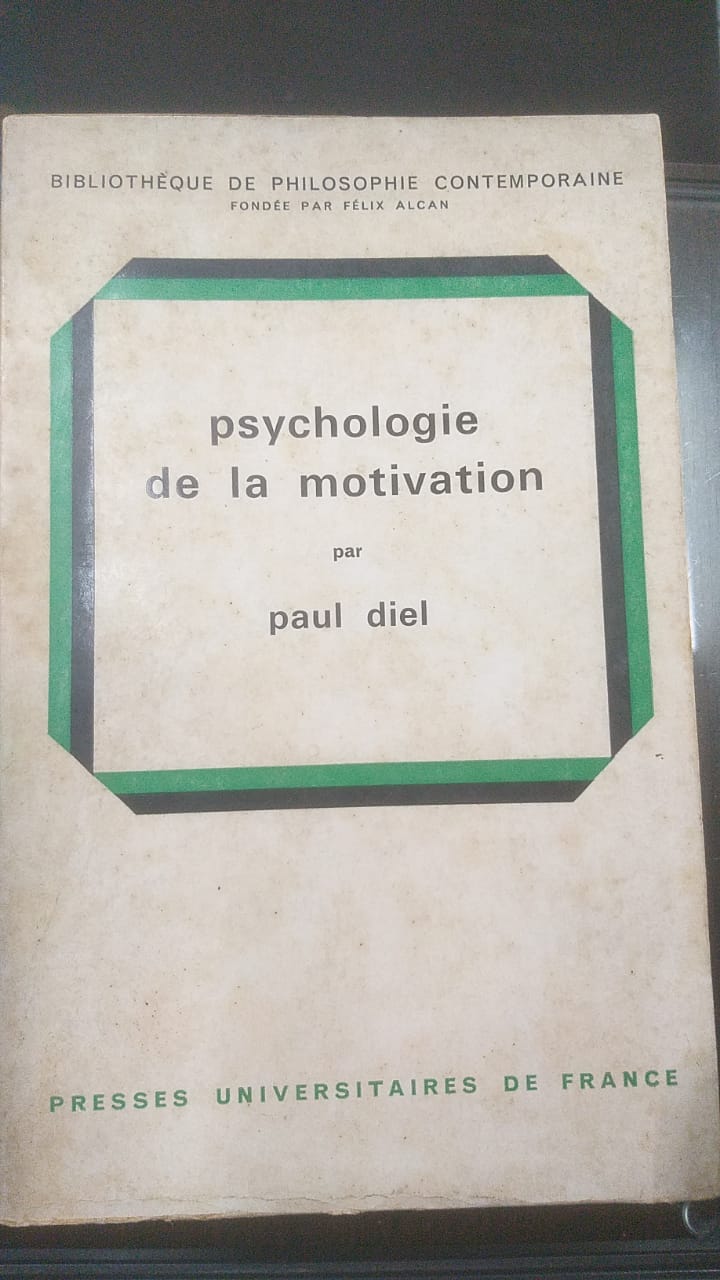 BIBLIOTHÈQUE DE PHILOSOPHIE CONTEMPORAINE
FONDÉE PAR FÉLIX ALCAN
psychologie
de la motivation
par
paul diel
PRESSES UNIVERSITAIRES DE FRANCE